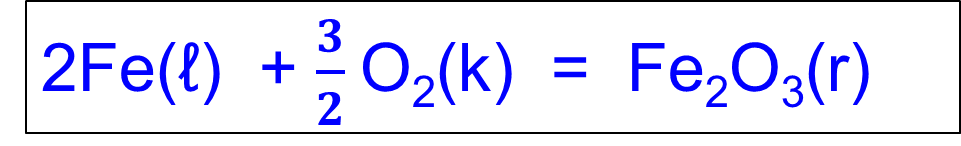 2Fe(ℓ) + 3/2 O₂(k) = Fe₂O₃(r)